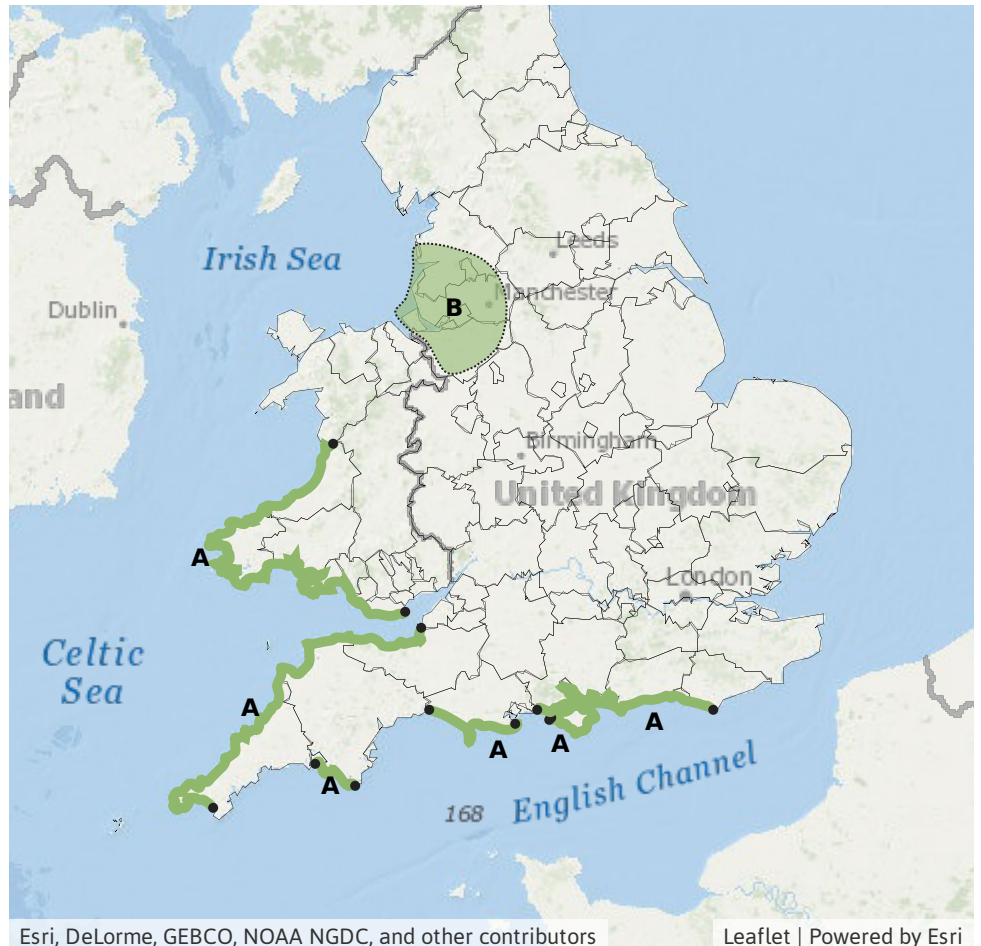 Leeds
Irish Sea
Manchester
B
Dublin
and
Birmingham
United Kingdom
A
London
Celtic
Sea
A
A
A
A
A
English Channel
168
Esri, DeLorme, GEBCO, NOAA NGDC, and other contributors
Leaflet | Powered by Esri